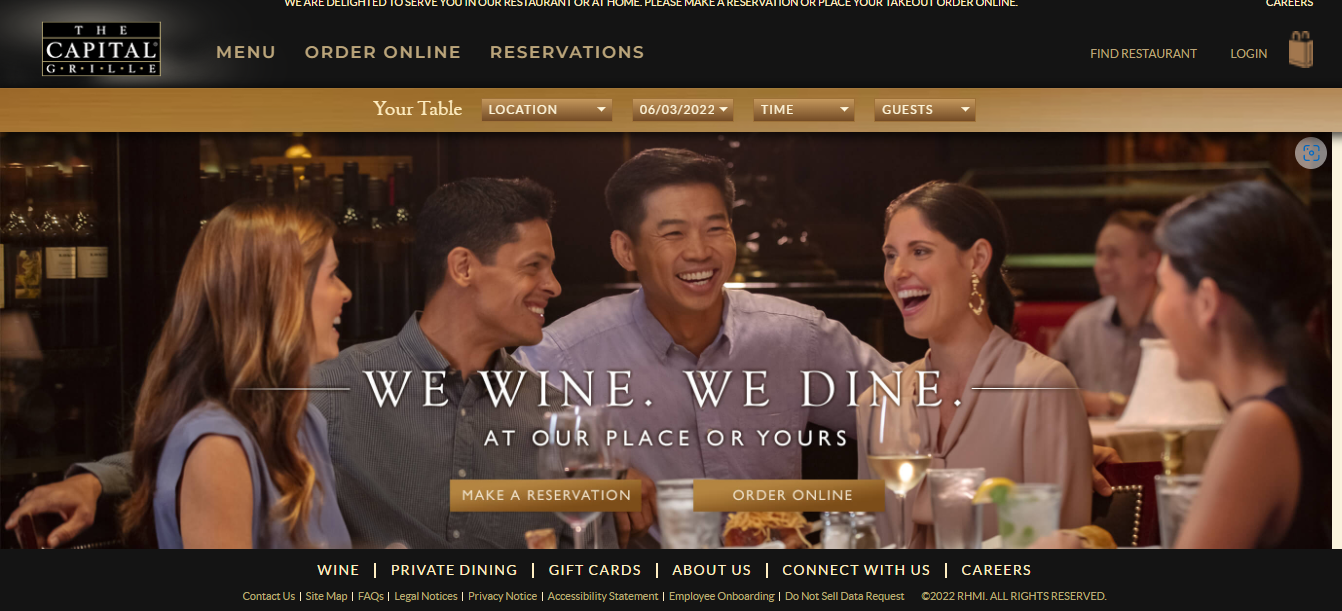 WE ARE DELIGHTED TO SERVE YOU IN OUR RESTAURANT OR AT HOME. PLEASE MAKE A RESERVATION OR PLACE YOUR TAKEOUT ORDER ONLINE.
CAREERS
THE
CAPITAL
G·R·I·L·L·E
MENU ORDER ONLINE RESERVATIONS
FIND RESTAURANT LOGIN
Your Table LOCATION 06/03/2022 TIME GUESTS
WE WINE. WE DINE.
AT OUR PLACE OR YOURS
MAKE A RESERVATION ORDER ONLINE
WINE | PRIVATE DINING | GIFT CARDS | ABOUT US | CONNECT WITH US | CAREERS
Contact Us | Site Map | FAQs | Legal Notices | Privacy Notice | Accessibility Statement | Employee Onboarding | Do Not Sell Data Request ©2022 RHMI. ALL RIGHTS RESERVED.